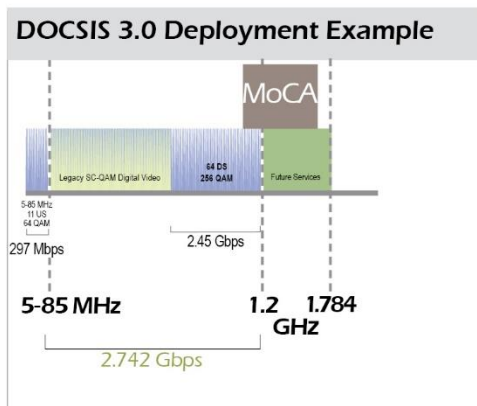 DOCSIS 3.0 Deployment Example
MoCA
Legacy SC-QAM Digital Video
64 DS
256 QAM
Future Services
5-85 MHz
11 US
64 QAM
297 Mbps
2.45 Gbps
5-85 MHz
1.2
1.784
GHz
2.742 Gbps